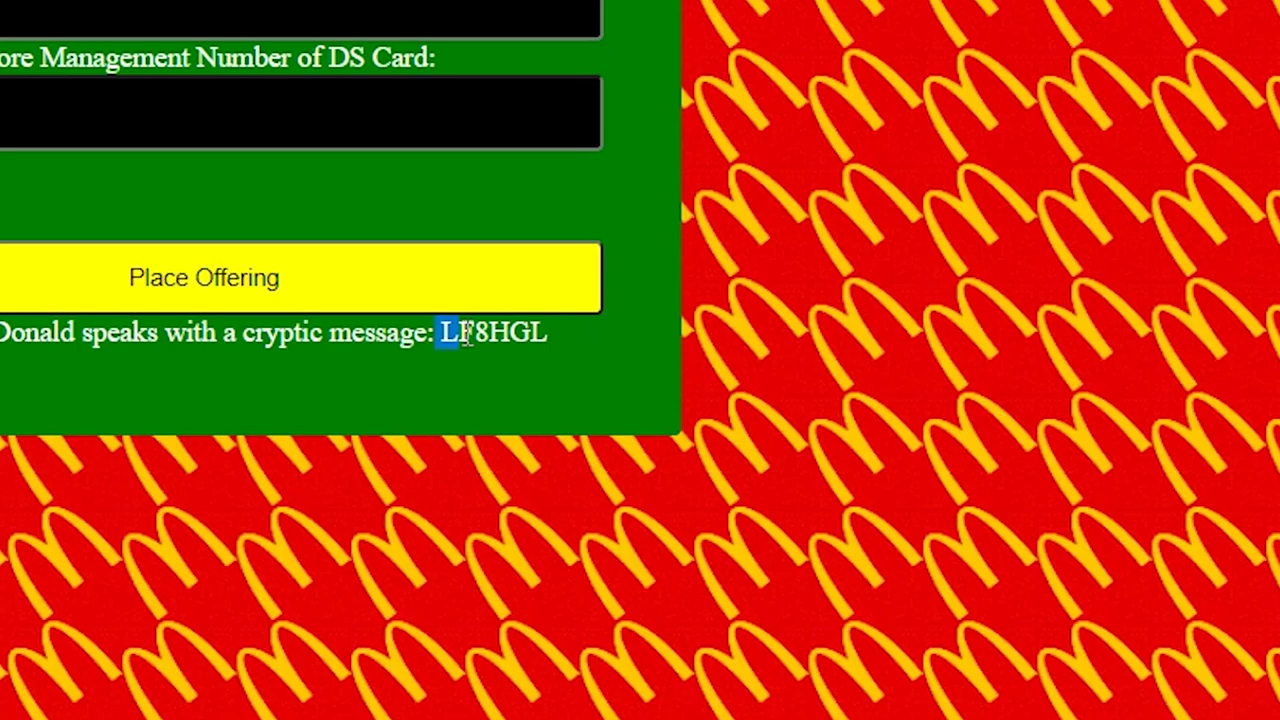 ore Management Number of DS Card:
Place Offering
Donald speaks with a cryptic message: LF8HGL